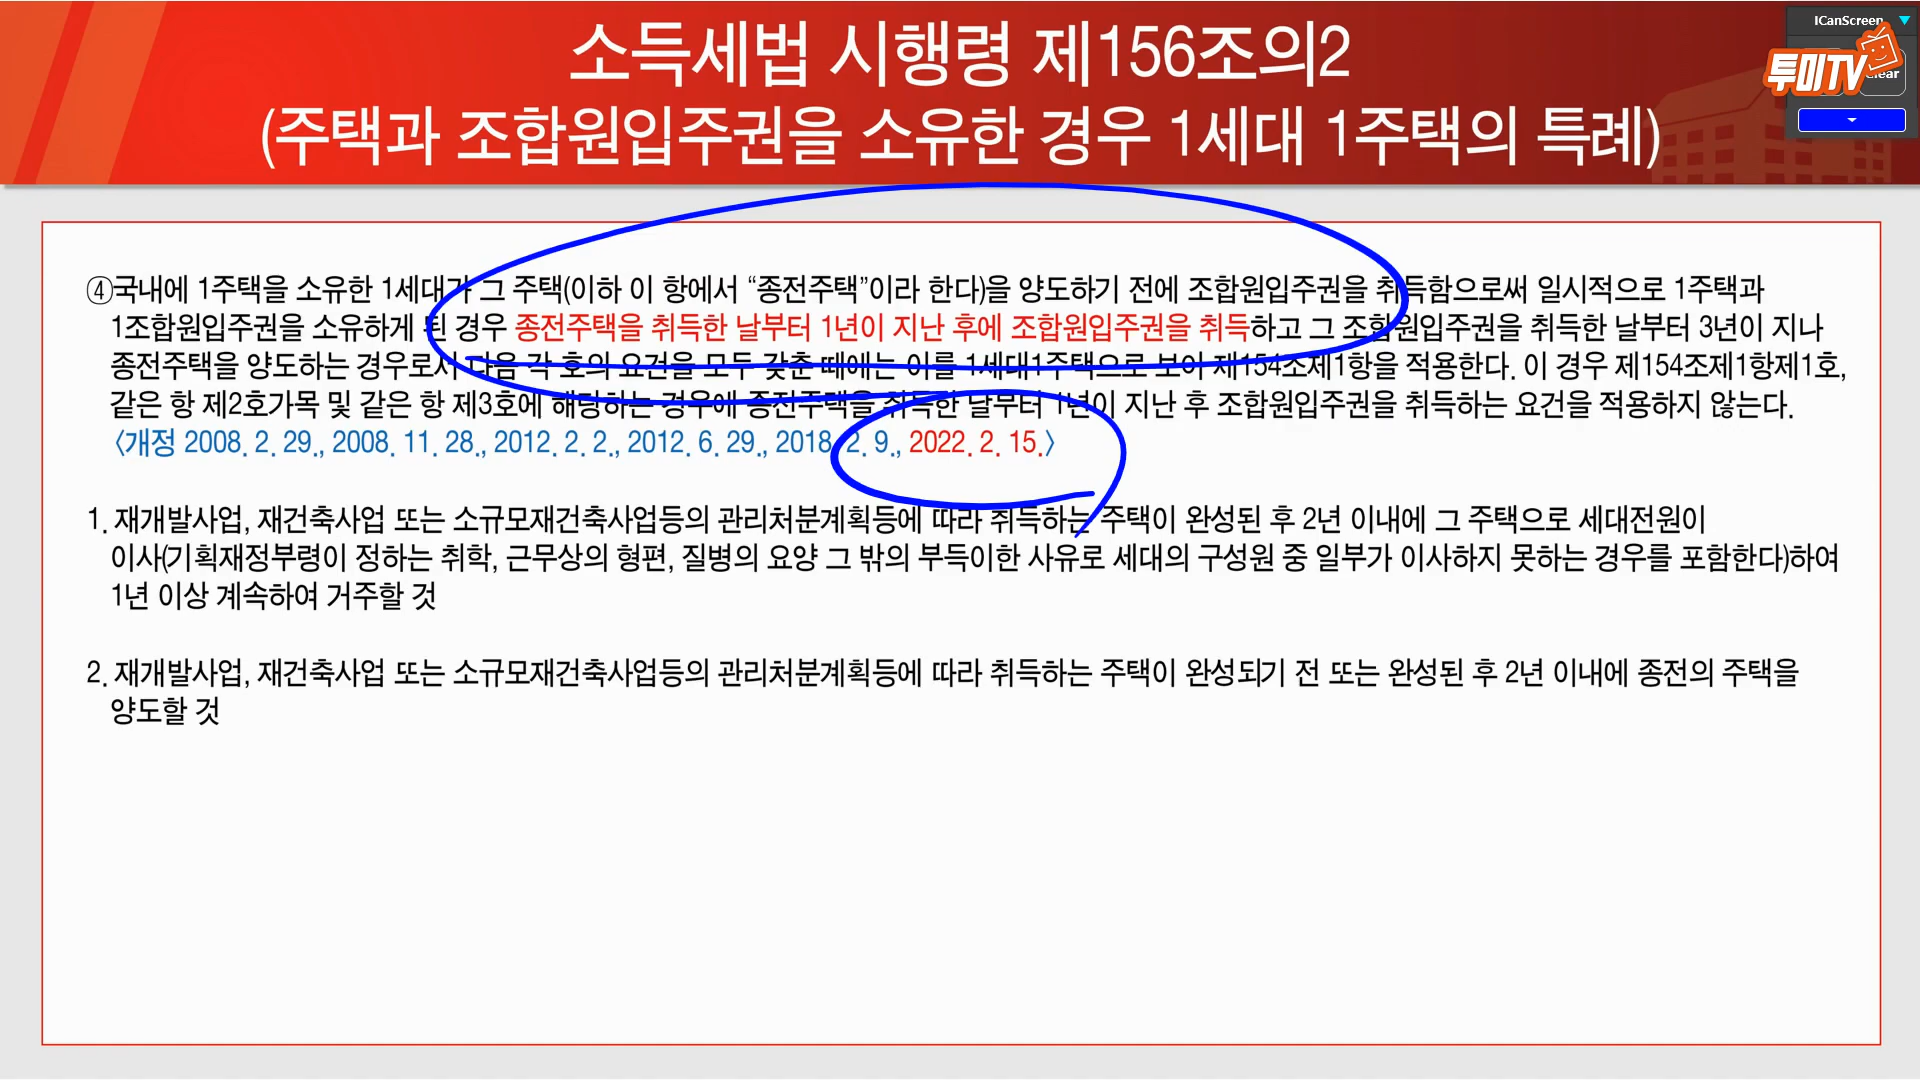 소득세법 시행령 제156조의2
(주택과 조합원입주권을 소유한 경우 1세대 1주택의 특례)
ICanScreen
투미TV
Clear
④국내에 1주택을 소유한 1세대가 그 주택(이하 이 항에서 “종전주택”이라 한다)을 양도하기 전에 조합원입주권을 취득함으로써 일시적으로 1주택과
1조합원입주권을 소유하게 된 경우 종전주택을 취득한 날부터 1년이 지난 후에 조합원입주권을 취득하고 그 조합원입주권을 취득한 날부터 3년이 지나
종전주택을 양도하는 경우로서 다음 각 호의 요건을 모두 갖춘 때에는 이를 1세대1주택으로 보아 제154조제1항을 적용한다. 이 경우 제154조제1항제1호,
같은 항 제2호가목 및 같은 항 제3호에 해당하는 경우에 종전주택을 취득한 날부터 1년이 지난 후 조합원입주권을 취득하는 요건을 적용하지 않는다.
〈개정 2008. 2. 29., 2008. 11. 28., 2012. 2. 2., 2012. 6. 29., 2018. 2. 9., 2022. 2. 15.〉
1. 재개발사업, 재건축사업 또는 소규모재건축사업등의 관리처분계획등에 따라 취득하는 주택이 완성된 후 2년 이내에 그 주택으로 세대전원이
이사(기획재정부령이 정하는 취학, 근무상의 형편, 질병의 요양 그 밖의 부득이한 사유로 세대의 구성원 중 일부가 이사하지 못하는 경우를 포함한다)하여
1년 이상 계속하여 거주할 것
2. 재개발사업, 재건축사업 또는 소규모재건축사업등의 관리처분계획등에 따라 취득하는 주택이 완성되기 전 또는 완성된 후 2년 이내에 종전의 주택을
양도할 것